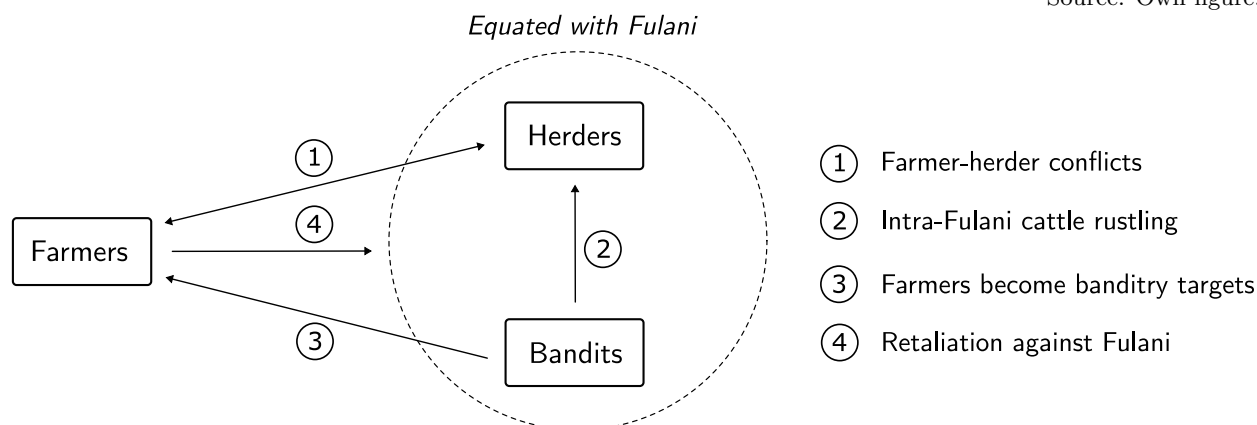 Source: Own figure.
Equated with Fulani
Herders
1
4
Farmers
2
3
Bandits
1 Farmer-herder conflicts
2 Intra-Fulani cattle rustling
3 Farmers become banditry targets
4 Retaliation against Fulani